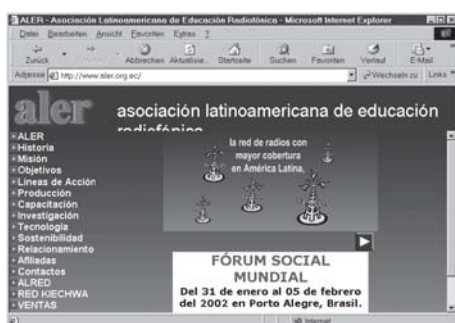 ALER - Asociación Latinoamericana de Educación Radiofónica - Microsoft Internet Explorer
Datei Bearbeiten Ansicht Favoriten Extras ?
Zurück Abbrechen Aktualisie... Startseite Suchen Favoriten Verlauf E-Mail
Adresse http://www.aler.org.ec/ Wechseln zu Links
aler
asociación latinoamericana de educación
radiofónica
ALER
Historia
Misión
Objetivos
Líneas de Acción
Producción
Capacitación
Investigación
Tecnología
Sostenibilidad
Relacionamiento
Afiliadas
Contactos
ALRED
RED KIECHWA
VENTAS
la red de radios con
mayor cobertura
en América Latina,
FÓRUM SOCIAL
MUNDIAL
Del 31 de enero al 05 de febrero
del 2002 en Porto Alegre, Brasil.
Internet